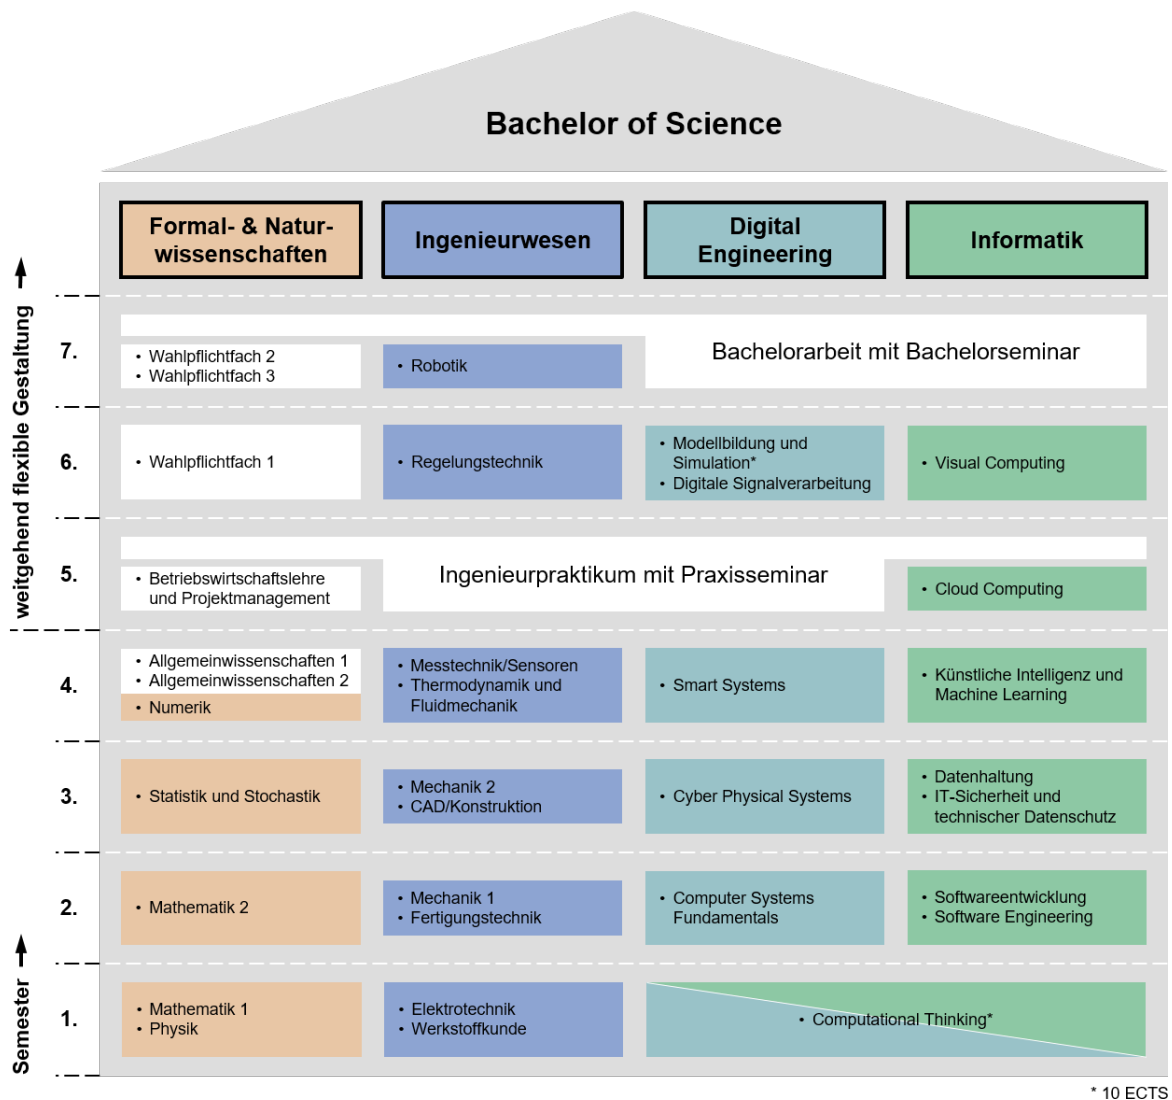 Bachelor of Science
Formal- & Natur-
wissenschaften
Ingenieurwesen
Digital
Engineering
Informatik
weitgehend flexible Gestaltung
7.
Bachelorarbeit mit Bachelorseminar
• Wahlpflichtfach 2
• Wahlpflichtfach 3
• Robotik
6.
• Wahlpflichtfach 1
• Regelungstechnik
• Modellbildung und
Simulation*
• Digitale Signalverarbeitung
• Visual Computing
5.
Ingenieurpraktikum mit Praxisseminar
• Betriebswirtschaftslehre
und Projektmanagement
• Cloud Computing
4.
• Allgemeinwissenschaften 1
• Allgemeinwissenschaften 2
• Numerik
• Messtechnik/Sensoren
• Thermodynamik und
Fluidmechanik
• Smart Systems
• Künstliche Intelligenz und
Machine Learning
3.
• Statistik und Stochastik
• Mechanik 2
• CAD/Konstruktion
• Cyber Physical Systems
• Datenhaltung
• IT-Sicherheit und
technischer Datenschutz
2.
• Mathematik 2
• Mechanik 1
• Fertigungstechnik
• Computer Systems
Fundamentals
• Softwareentwicklung
• Software Engineering
Semester
1.
• Mathematik 1
• Physik
• Elektrotechnik
• Werkstoffkunde
• Computational Thinking*
* 10 ECTS